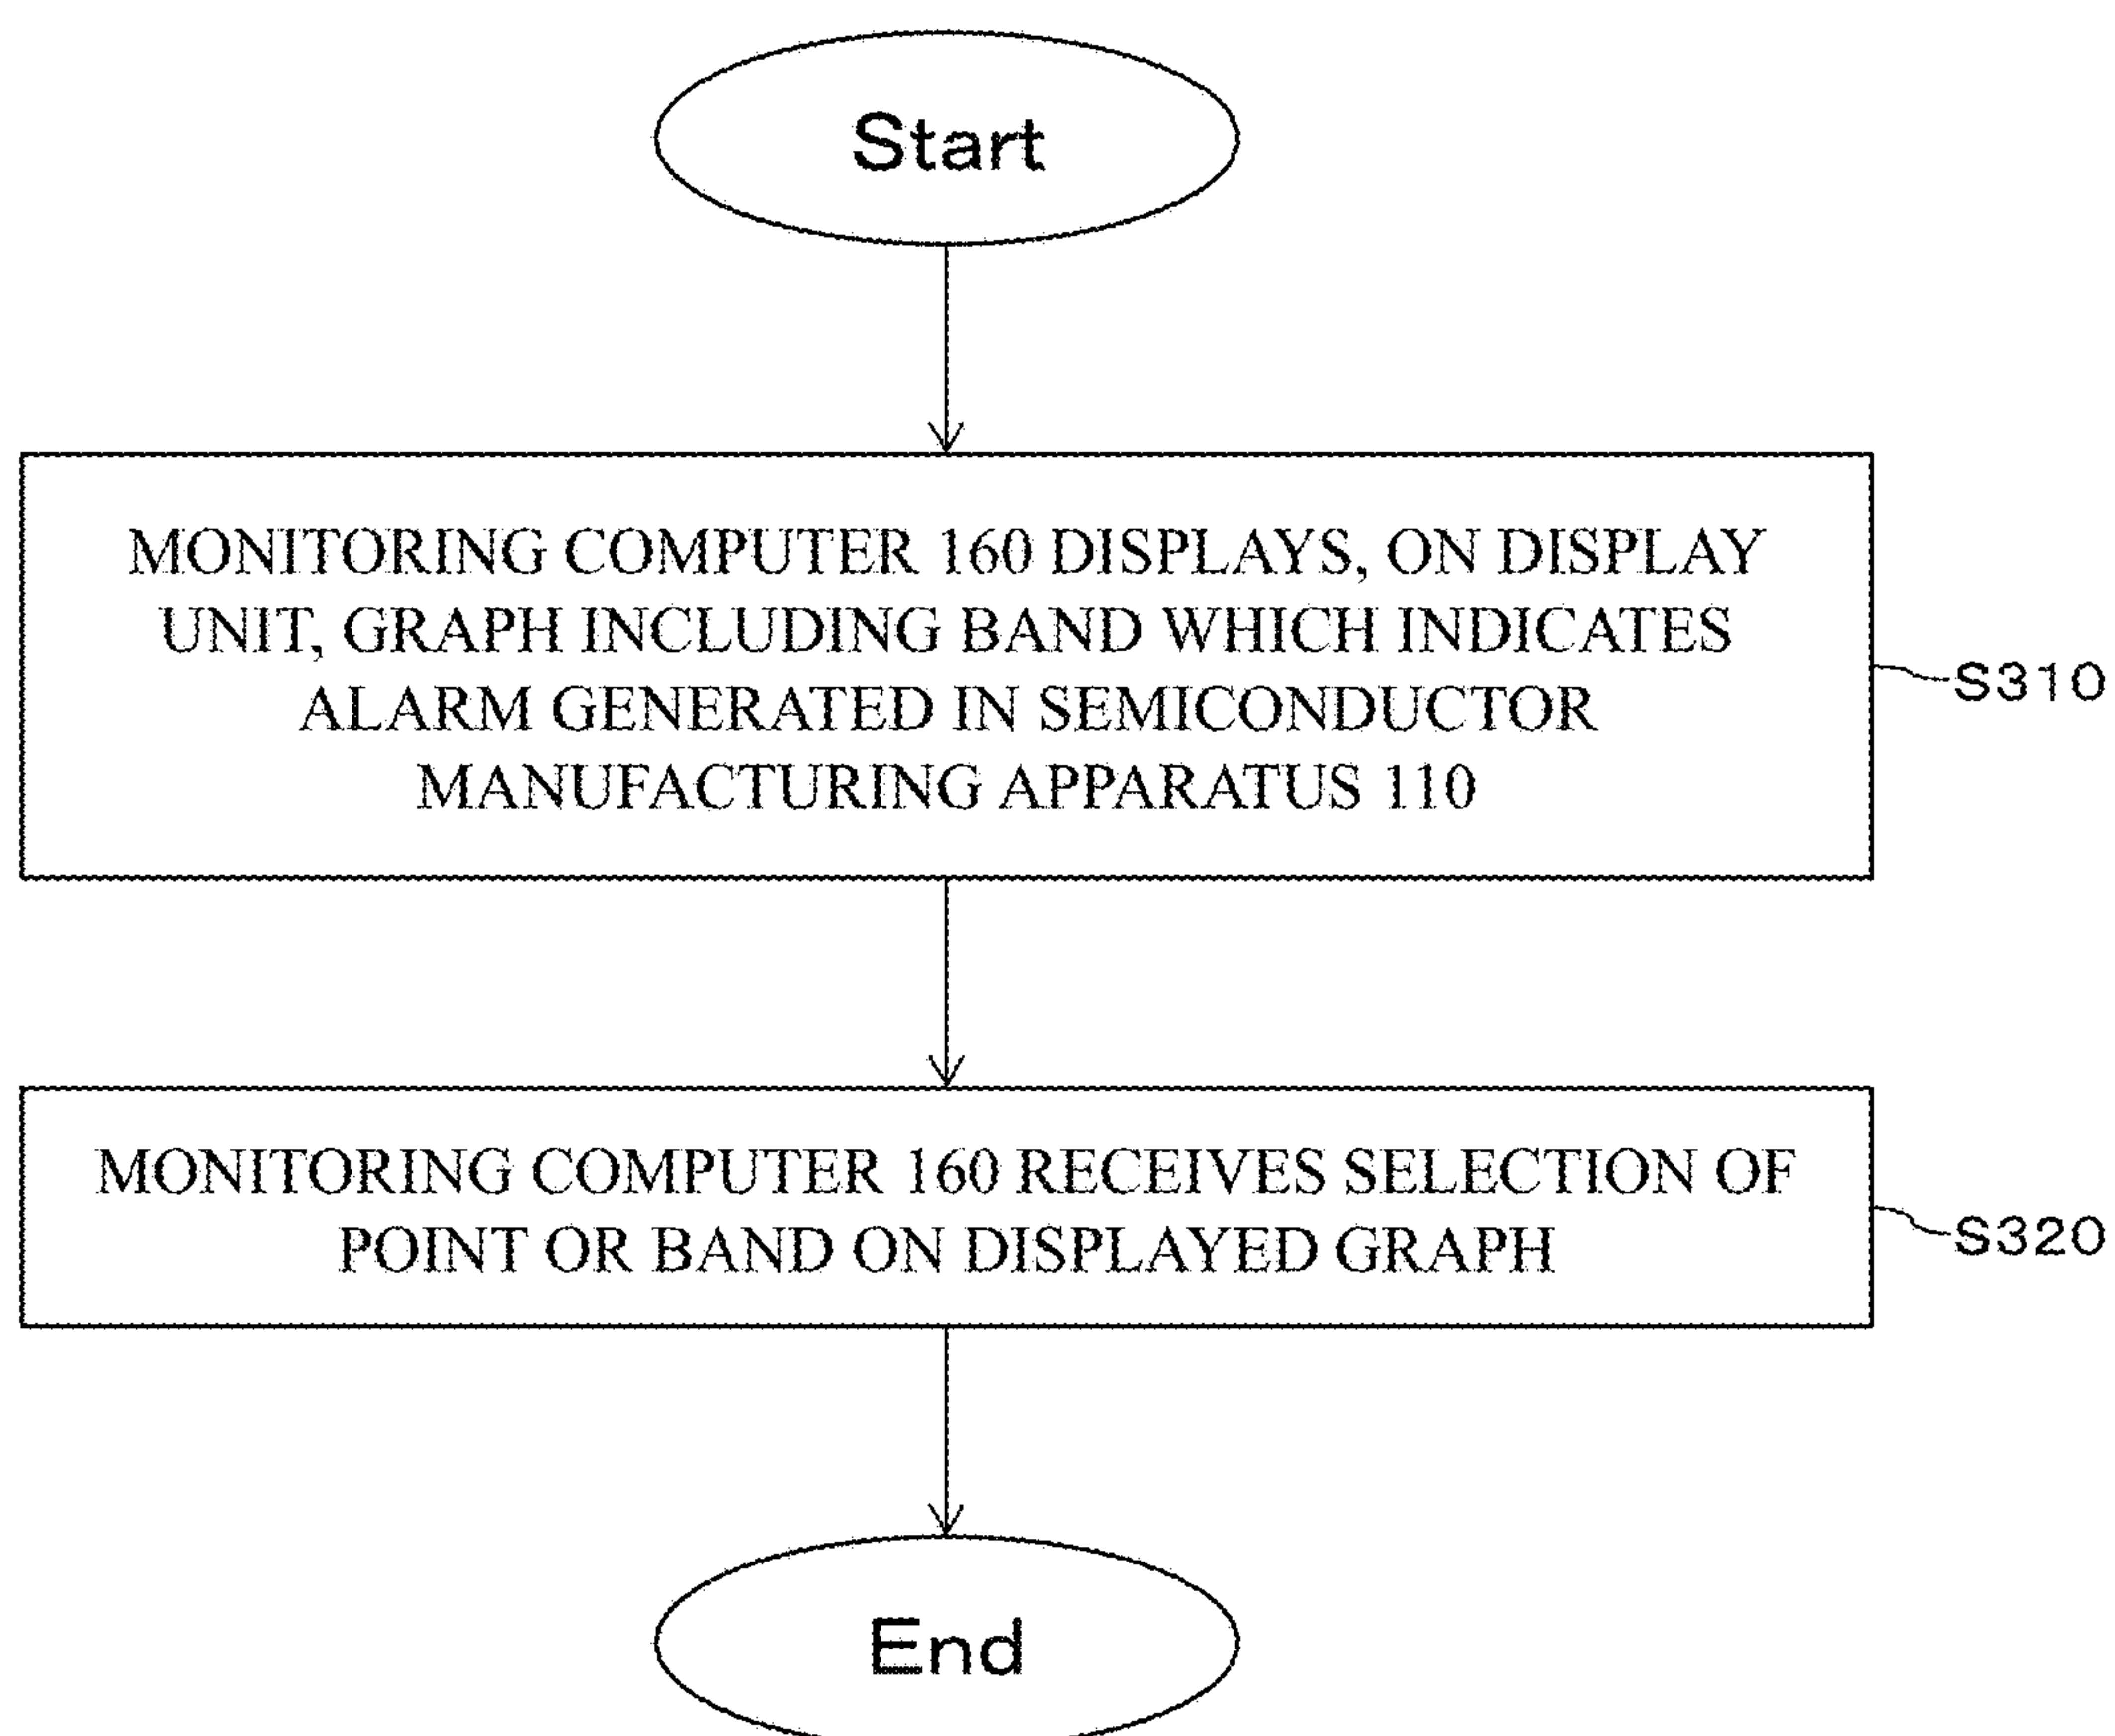 Start
MONITORING COMPUTER 160 DISPLAYS, ON DISPLAY
UNIT, GRAPH INCLUDING BAND WHICH INDICATES
ALARM GENERATED IN SEMICONDUCTOR
MANUFACTURING APPARATUS 110
S310
MONITORING COMPUTER 160 RECEIVES SELECTION OF
POINT OR BAND ON DISPLAYED GRAPH
S320
End